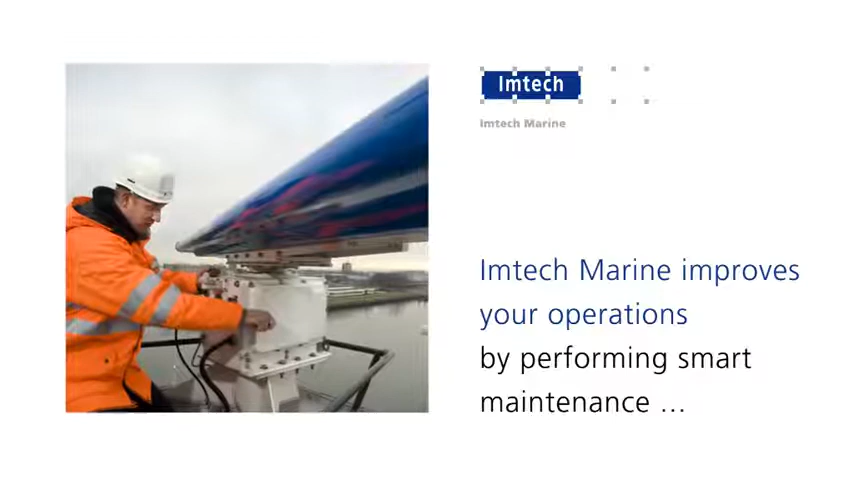 Imtech
Imtech Marine
Imtech Marine improves
your operations
by performing smart
maintenance ...